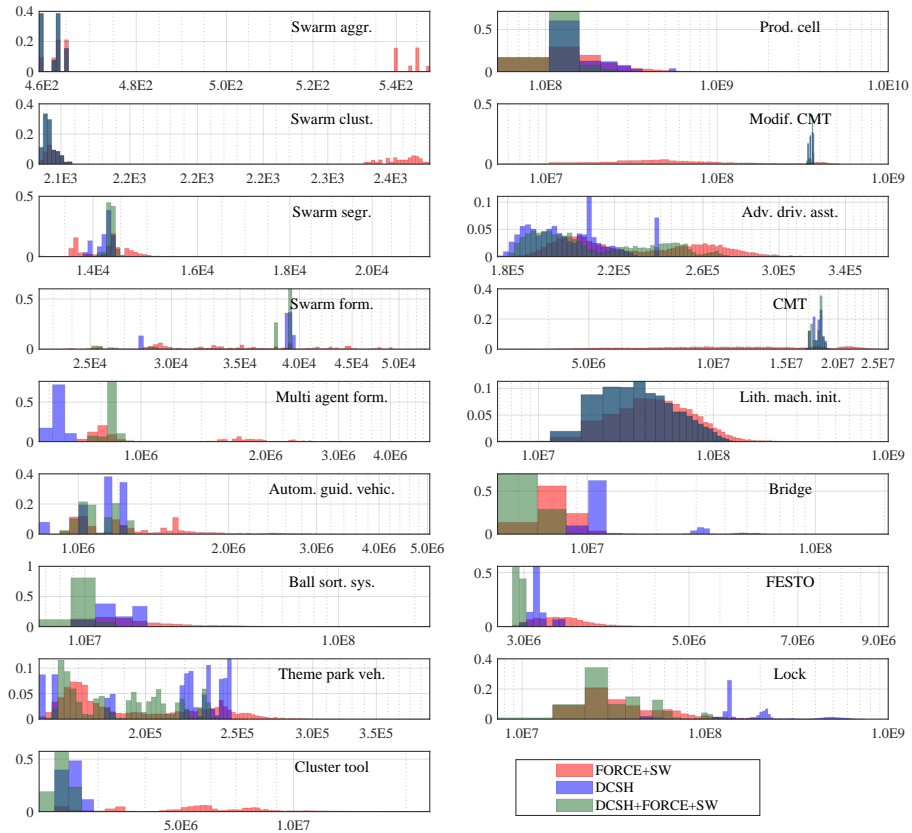 0.4
0.2
0
Swarm aggr.
4.6E2 4.8E2 5.0E2 5.2E2 5.4E2
0.4
0.2
0
Swarm clust.
2.1E3 2.2E3 2.2E3 2.3E3 2.4E3
0.5
0
Swarm segr.
1.4E4 1.6E4 1.8E4 2.0E4
0.5
0
Swarm form.
2.5E4 3.0E4 3.5E4 4.0E4 4.5E4 5.0E4
0.5
0
Multi agent form.
1.0E6 2.0E6 3.0E6 4.0E6
0.4
0.2
0
Autom. guid. vehic.
1.0E6 2.0E6 3.0E6 4.0E6 5.0E6
1
0.5
0
Ball sort. sys.
1.0E7 1.0E8
0.1
0.05
0
Theme park veh.
2.0E5 2.5E5 3.0E5 3.5E5
0.5
0
Cluster tool
5.0E6 1.0E7
0.5
0
Prod. cell
1.0E8 1.0E9 1.0E10
0.5
0
Modif. CMT
1.0E7 1.0E8 1.0E9
0.1
0.05
0
Adv. driv. asst.
1.8E5 2.2E5 2.6E5 3.0E5 3.4E5
0.4
0.2
0
CMT
5.0E6 1.0E7 1.5E7 2.0E7 2.5E7
0.1
0.05
0
Lith. mach. init.
1.0E7 1.0E8 1.0E9
0.5
0
Bridge
1.0E7 1.0E8
0.5
0
FESTO
3.0E6 5.0E6 7.0E6 9.0E6
0.4
0.2
0
Lock
1.0E7 1.0E8 1.0E9
FORCE+SW
DCSH
DCSH+FORCE+SW